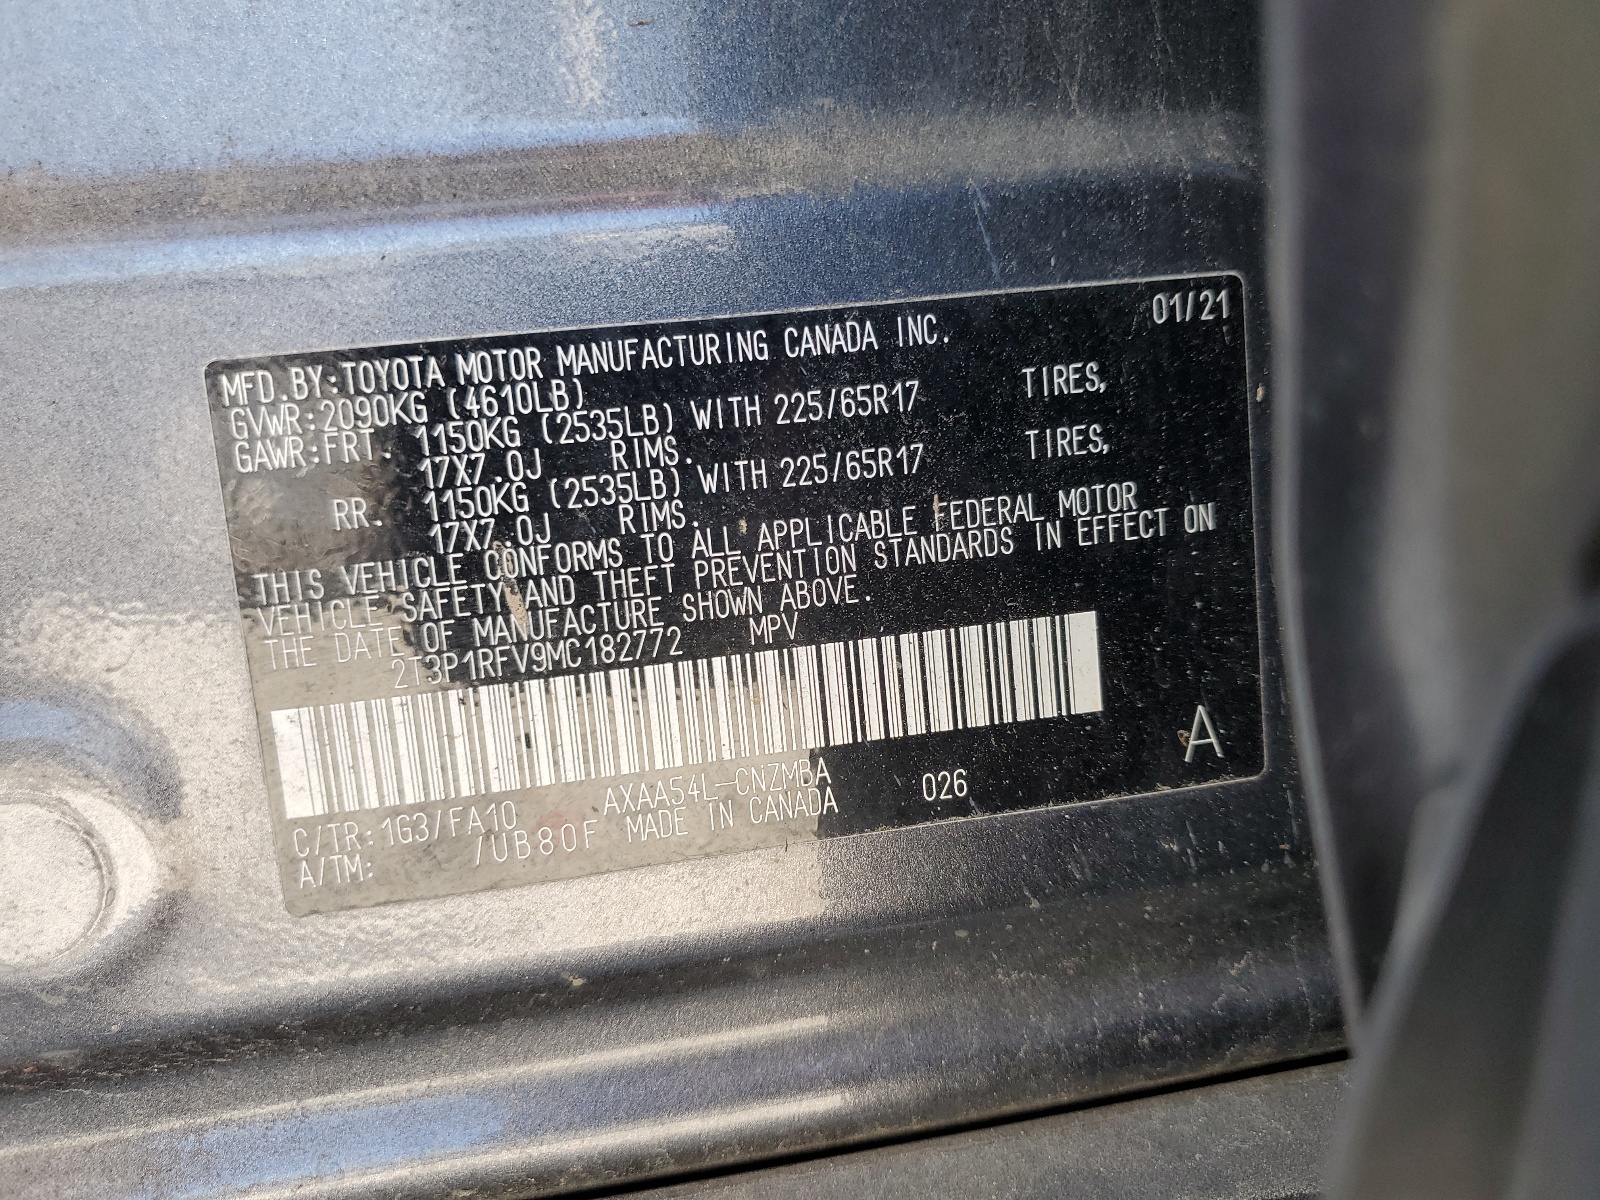 01/21
MFD.BY:TOYOTA MOTOR MANUFACTURING CANADA INC.
GVWR:2090KG (4610LB)
GAWR:FRT. 1150KG (2535LB) WITH 225/65R17 TIRES,
17X7.0J RIMS.
RR. 1150KG (2535LB) WITH 225/65R17 TIRES,
17X7.0J RIMS.
THIS VEHICLE CONFORMS TO ALL APPLICABLE FEDERAL MOTOR
VEHICLE SAFETY AND THEFT PREVENTION STANDARDS IN EFFECT ON
THE DATE OF MANUFACTURE SHOWN ABOVE.
2T3P1RFV9MC182772 MPV
C/TR:1G3/FA10 AXAA54L-CNZMBA 026 A
A/TM: /UB80F MADE IN CANADA